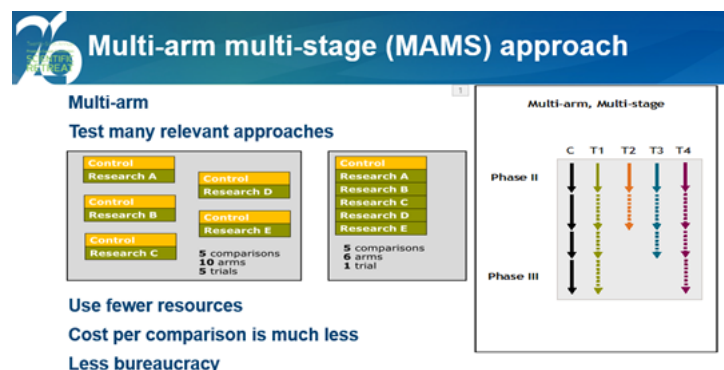 Multi-arm multi-stage (MAMS) approach
SCIENTIFIC
RETREAT
1
Multi-arm
Test many relevant approaches
Control
Research A
Control
Research B
Control
Research C
Control
Research D
Control
Research E
5 comparisons
10 arms
5 trials
Control
Research A
Research B
Research C
Research D
Research E
5 comparisons
6 arms
1 trial
Use fewer resources
Cost per comparison is much less
Less bureaucracy
Multi-arm, Multi-stage
C T1 T2 T3 T4
Phase II
Phase III